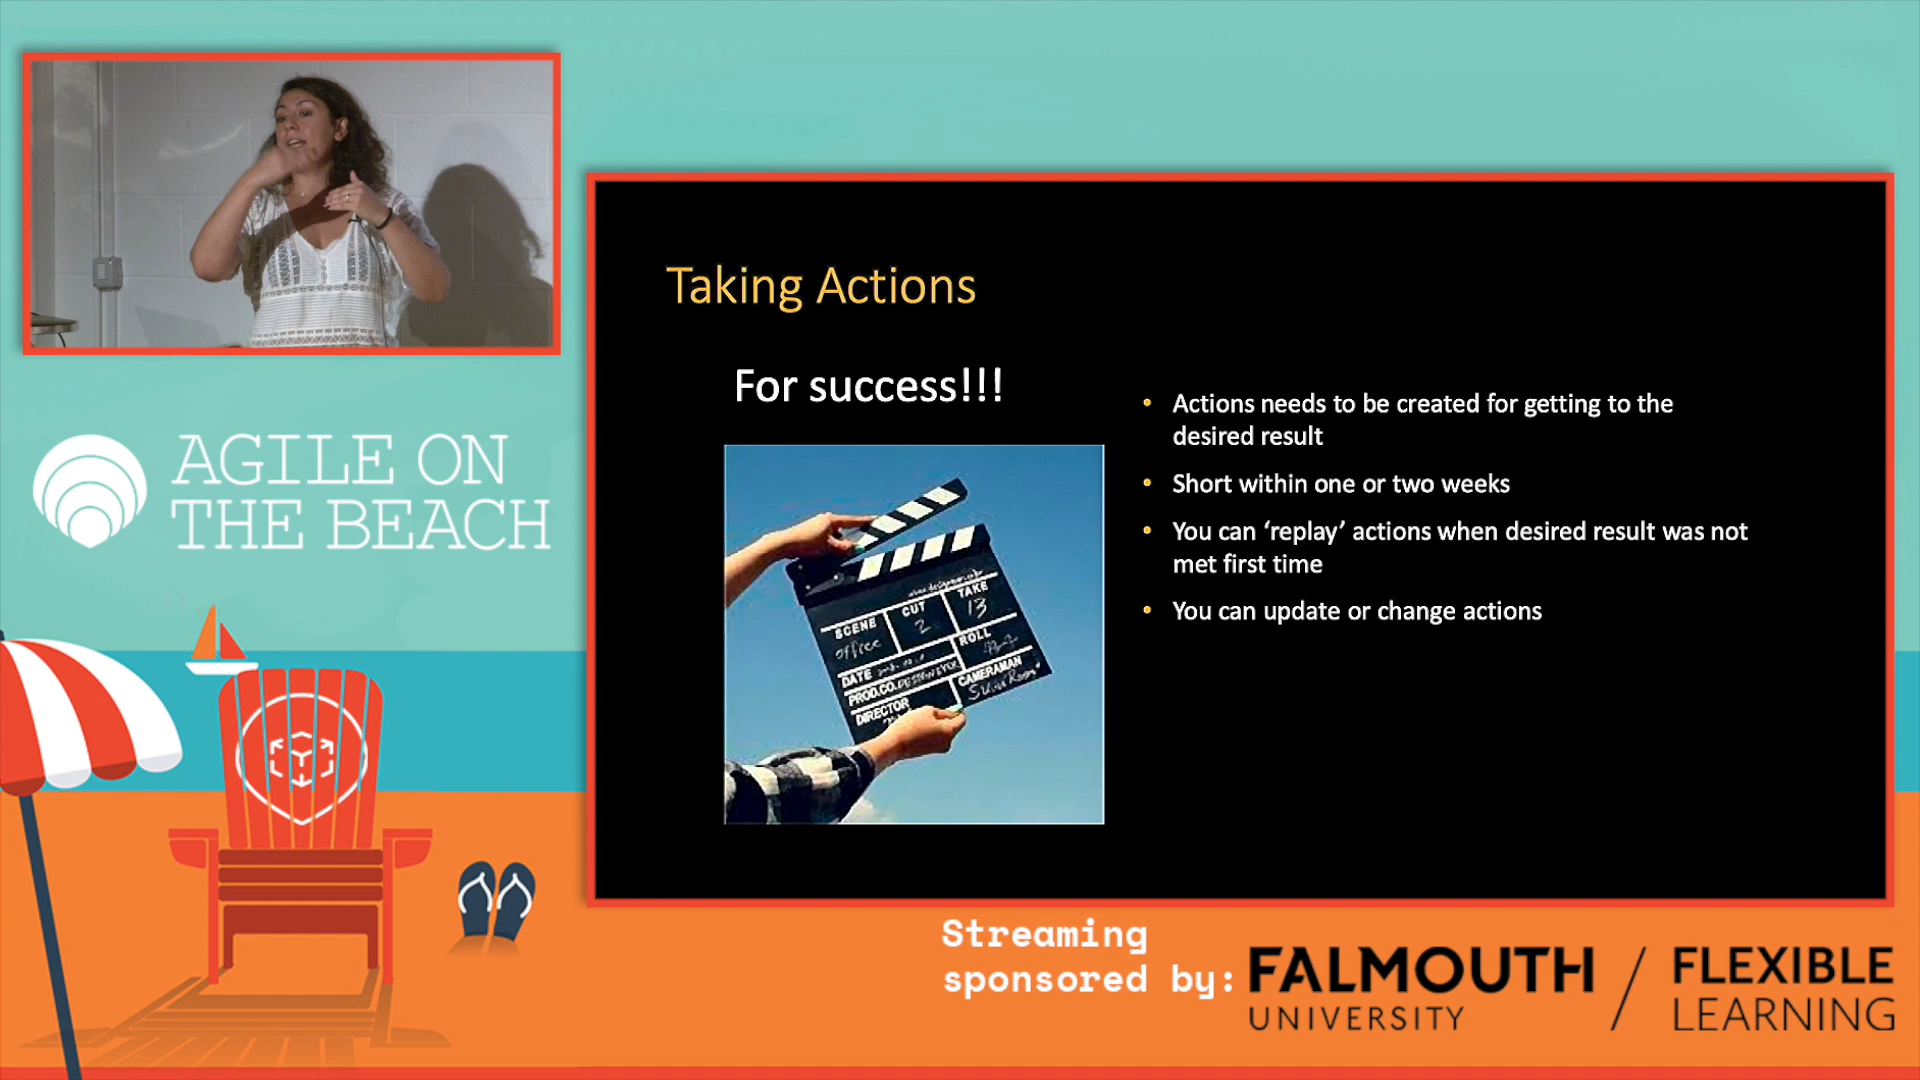 AGILE ON
THE BEACH
Taking Actions
For success!!!
SCENE
CUT
TAKE
office
2
13
ROLL
DATE
PROD.CO.
CAMERAMAN
DIRECTOR
• Actions needs to be created for getting to the
desired result
• Short within one or two weeks
• You can ‘replay’ actions when desired result was not
met first time
• You can update or change actions
Streaming
sponsored by:
FALMOUTH
UNIVERSITY
FLEXIBLE
LEARNING